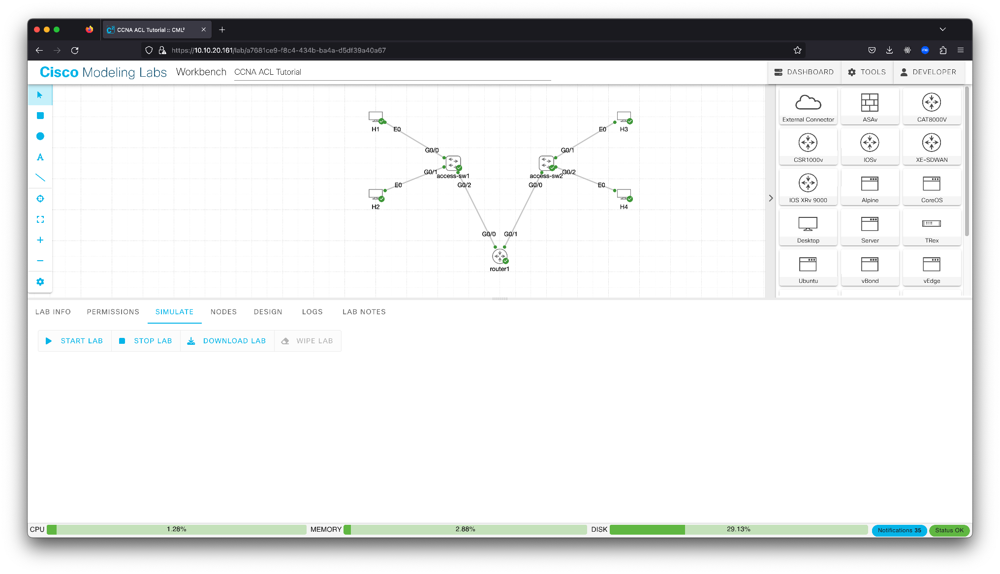 CCNA ACL Tutorial :: CML²
https://10.10.20.161/lab/a7681ce9-f8c4-434b-ba4a-d5df39a40a67
me
Cisco Modeling Labs Workbench CCNA ACL Tutorial
DASHBOARD
TOOLS
DEVELOPER
A
H1
E0
G0/0
G0/1
access-sw1
G0/2
E0
H2
E0
H3
G0/1
G0/2
access-sw2
G0/0
E0
H4
G0/0
G0/1
router1
External Connector
ASAv
CAT8000V
CSR1000v
IOSv
XE-SDWAN
IOS XRv 9000
Alpine
CoreOS
Desktop
Server
TRex
Ubuntu
vBond
vEdge
LAB INFO
PERMISSIONS
SIMULATE
NODES
DESIGN
LOGS
LAB NOTES
START LAB
STOP LAB
DOWNLOAD LAB
WIPE LAB
CPU
1.28%
MEMORY
2.88%
DISK
29.13%
Notifications 35
Status OK